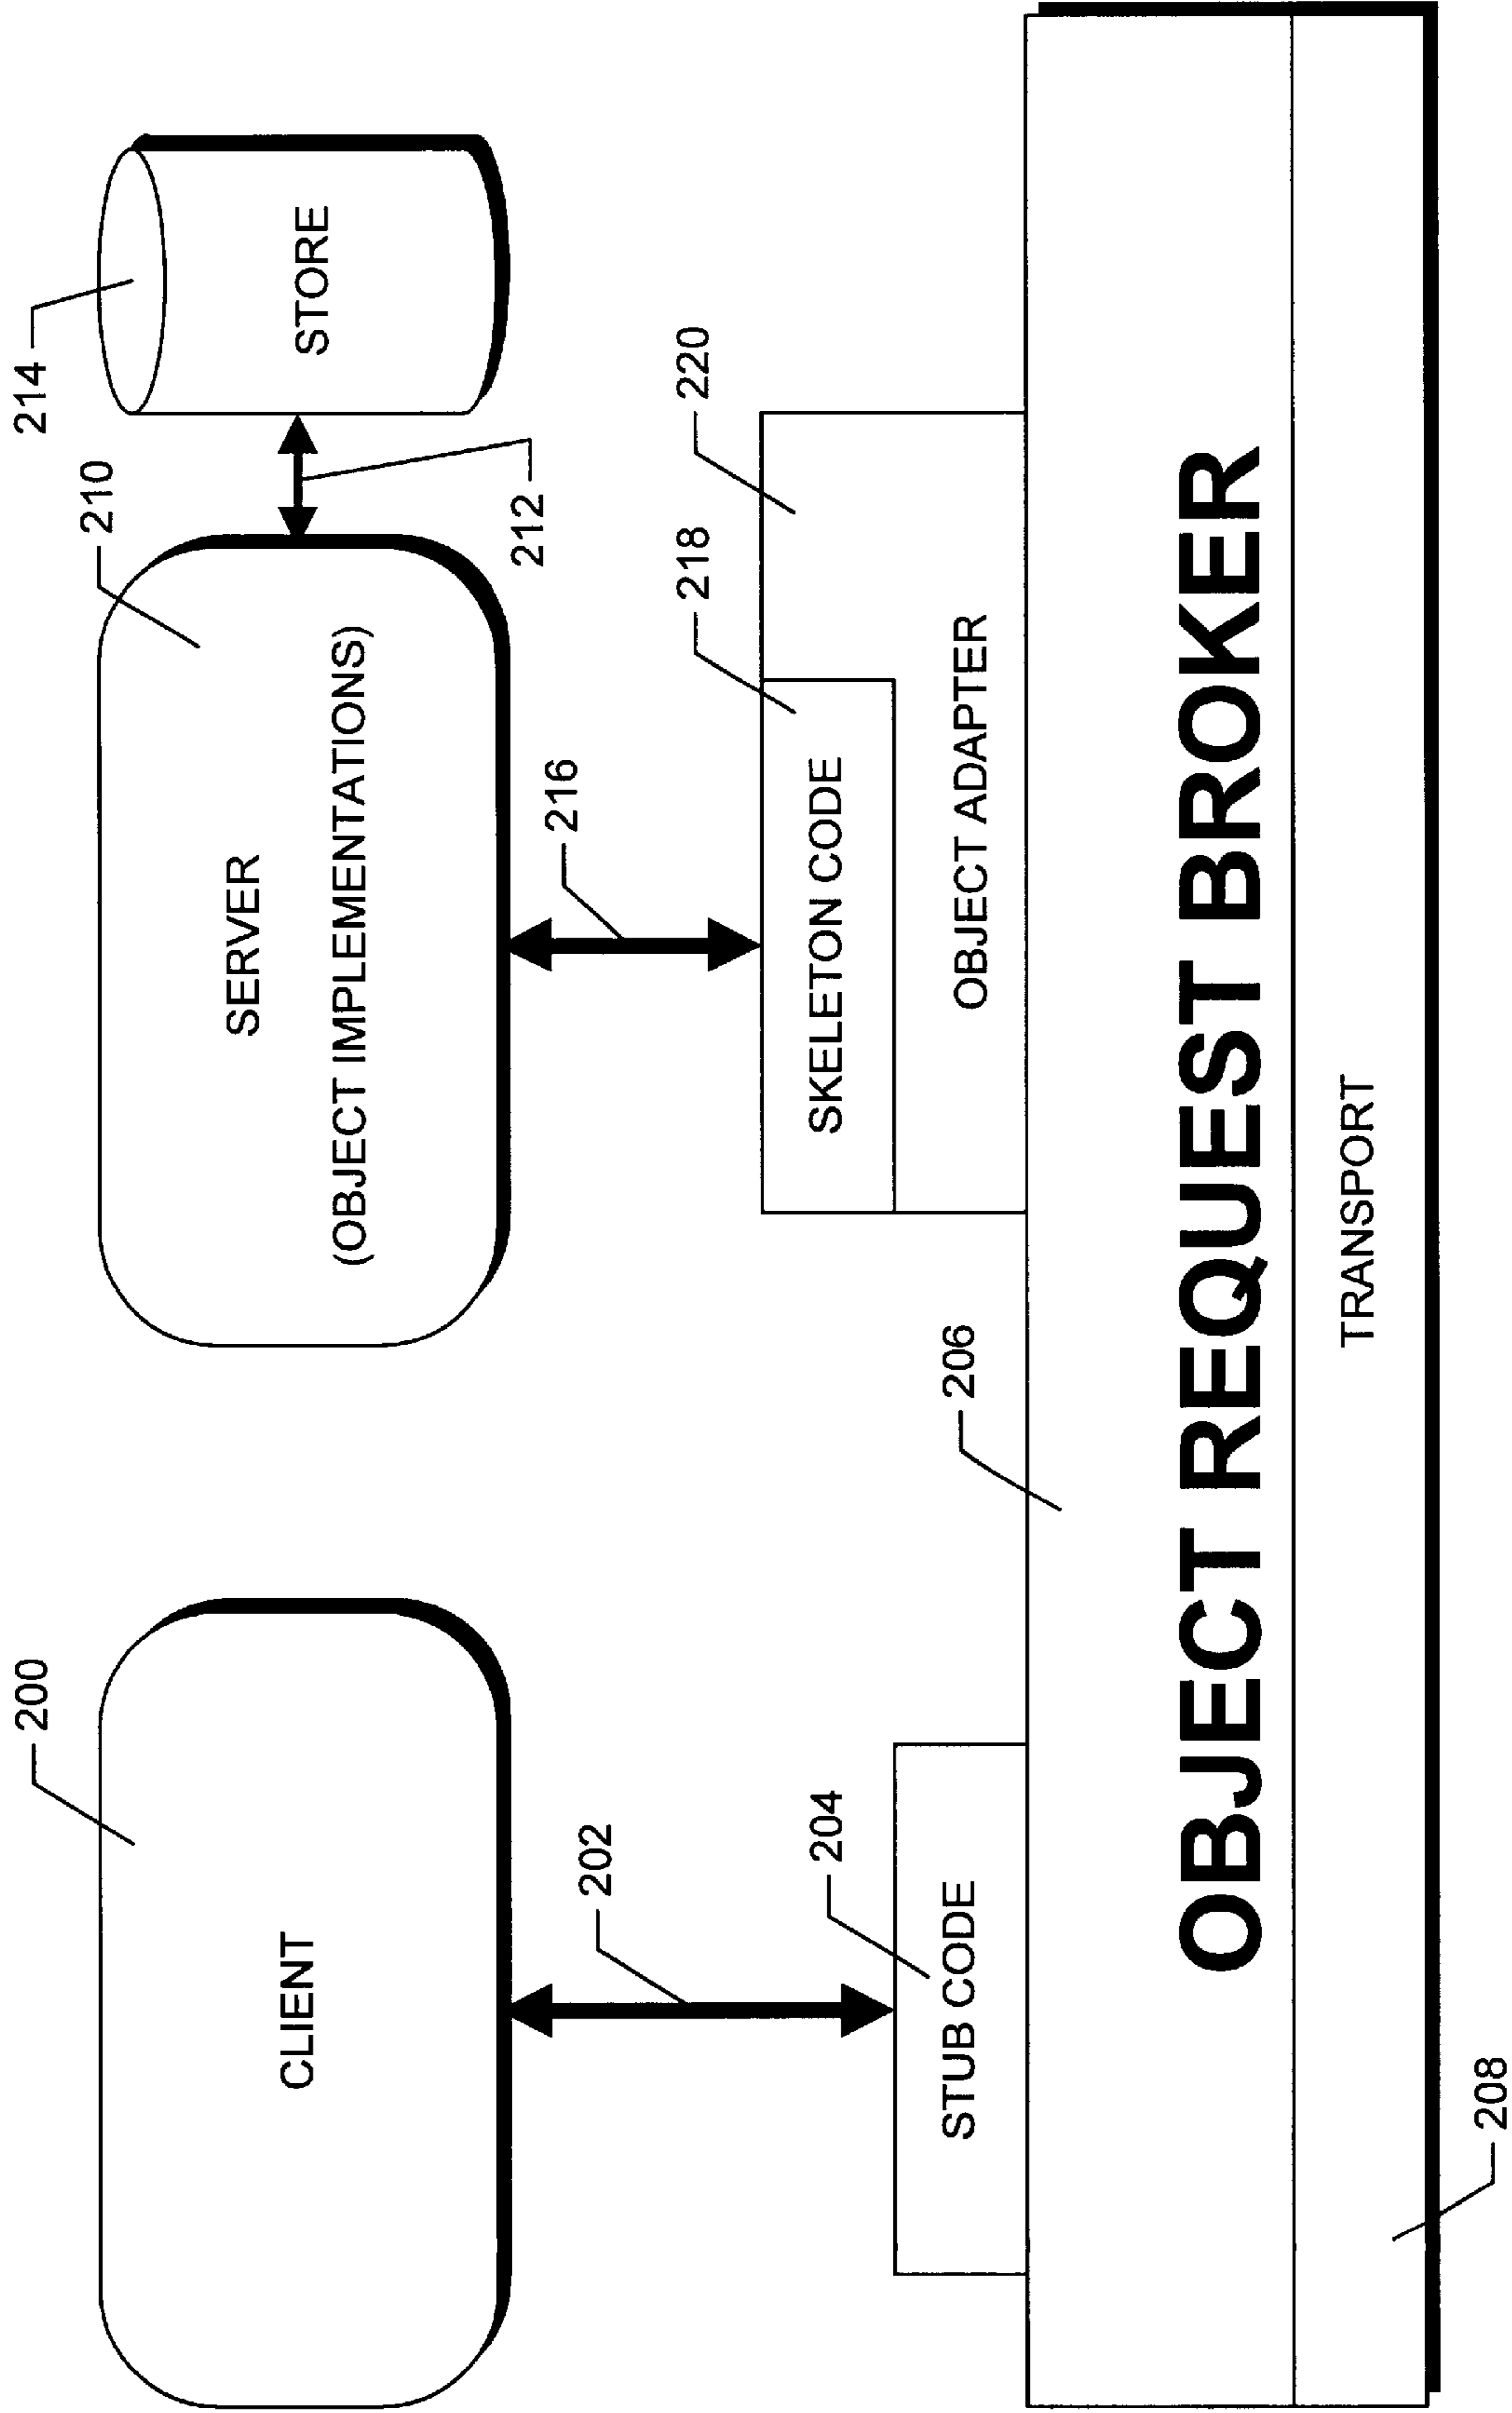 200
CLIENT
202
204
STUB CODE
210
SERVER
(OBJECT IMPLEMENTATIONS)
214
STORE
212
216
218
220
SKELETON CODE
OBJECT ADAPTER
206
OBJECT REQUEST BROKER
TRANSPORT
208